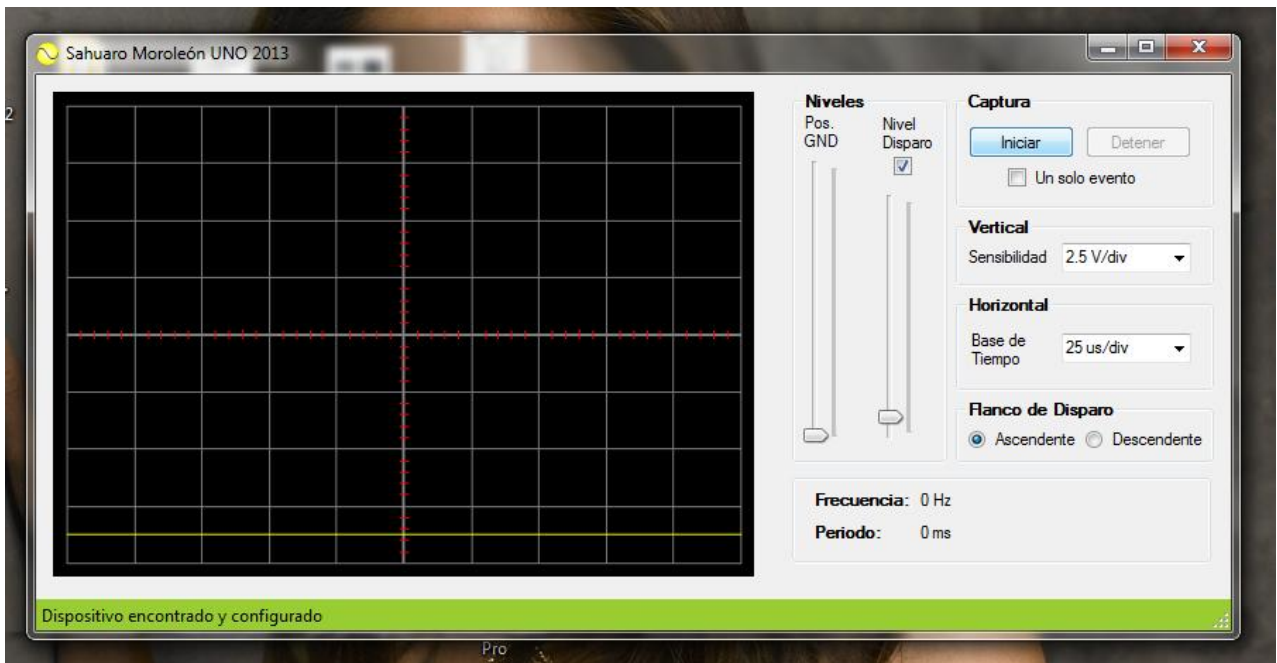 Sahuaro Moroleón UNO 2013
2
Niveles
Pos.
GND
Nivel
Disparo
Captura
Iniciar
Detener
Un solo evento
Vertical
Sensibilidad 2.5 V/div
Horizontal
Base de
Tiempo
25 us/div
Flanco de Disparo
Ascendente
Descendente
Frecuencia: 0 Hz
Periodo: 0 ms
Dispositivo encontrado y configurado
Pro